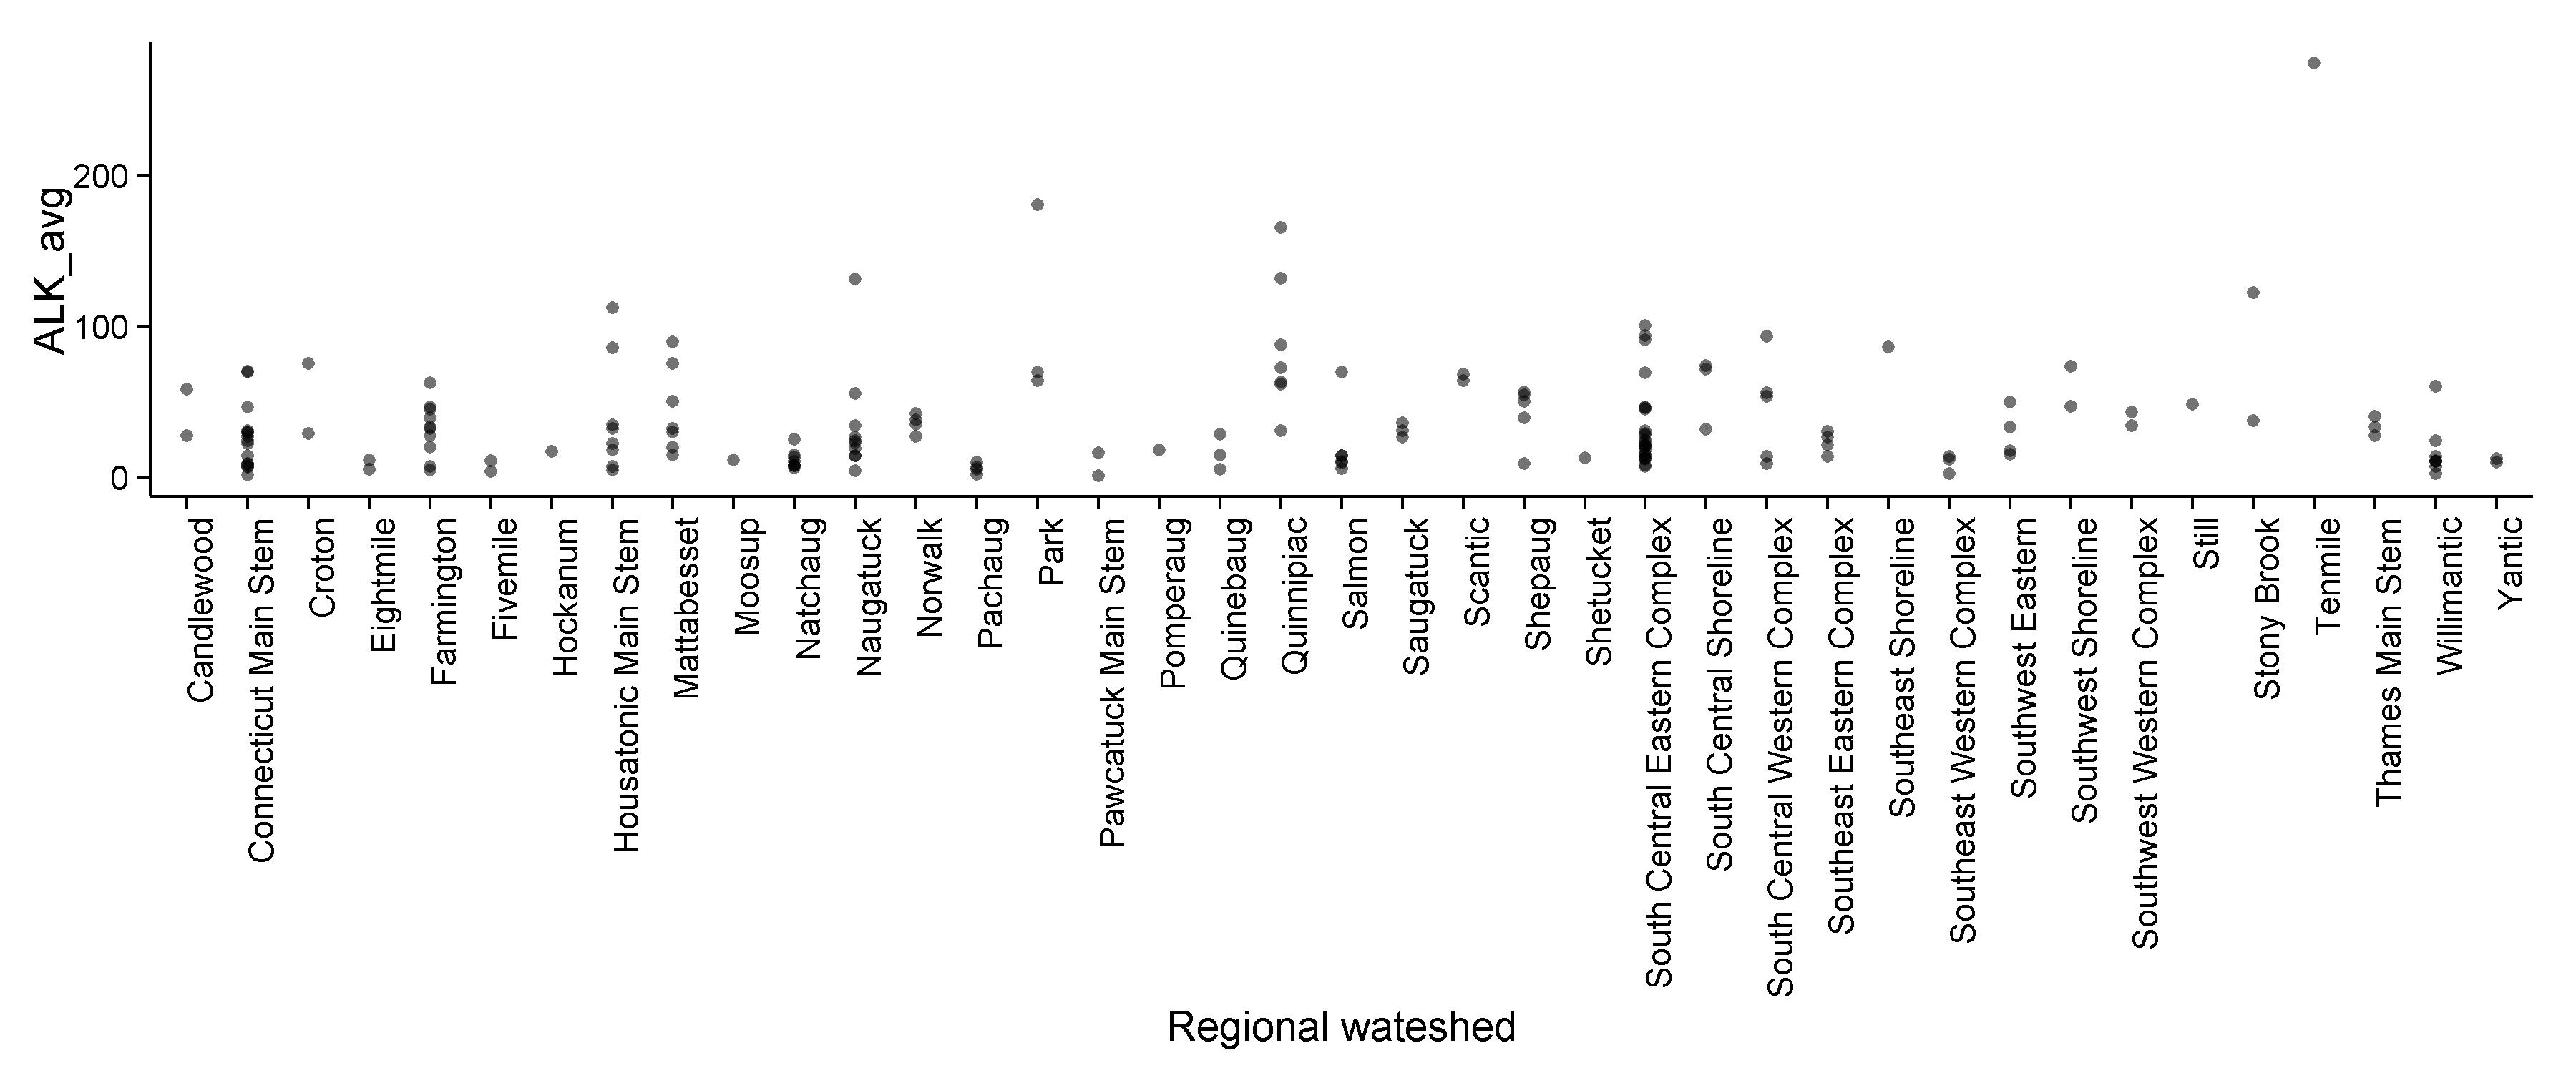 ALK_avg
200
100
0
Candlewood
Connecticut Main Stem
Croton
Eightmile
Farmington
Fivemile
Hockanum
Housatonic Main Stem
Mattabesset
Moosup
Natchaug
Naugatuck
Norwalk
Pachaug
Park
Pawcatuck Main Stem
Pomperaug
Quinebaug
Quinnipiac
Salmon
Saugatuck
Scantic
Shepaug
Shetucket
South Central Eastern Complex
South Central Shoreline
South Central Western Complex
Southeast Eastern Complex
Southeast Shoreline
Southeast Western Complex
Southwest Eastern
Southwest Shoreline
Southwest Western Complex
Still
Stony Brook
Tenmile
Thames Main Stem
Willimantic
Yantic
Regional wateshed